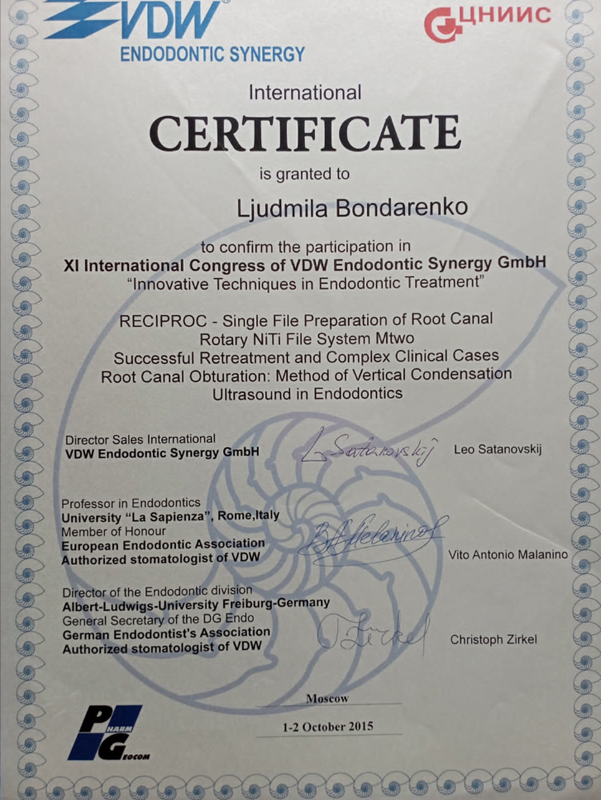 VDW®
ЦНИИС
ENDODONTIC SYNERGY
International
CERTIFICATE
is granted to
Ljudmila Bondarenko
to confirm the participation in
XI International Congress of VDW Endodontic Synergy GmbH
“Innovative Techniques in Endodontic Treatment”
RECIPROC - Single File Preparation of Root Canal
Rotary NiTi File System Mtwo
Successful Retreatment and Complex Clinical Cases
Root Canal Obturation: Method of Vertical Condensation
Ultrasound in Endodontics
Director Sales International
VDW Endodontic Synergy GmbH
L Satanovskij
Leo Satanovskij
Professor in Endodontics
University “La Sapienza”, Rome,Italy
Member of Honour
European Endodontic Association
Authorized stomatologist of VDW
Vito Antonio Malanino
Director of the Endodontic division
Albert-Ludwigs-University Freiburg-Germany
General Secretary of the DG Endo
German Endodontist's Association
Authorized stomatologist of VDW
Zirkel
Christoph Zirkel
Moscow
1-2 October 2015
PHARM
GEOCOM